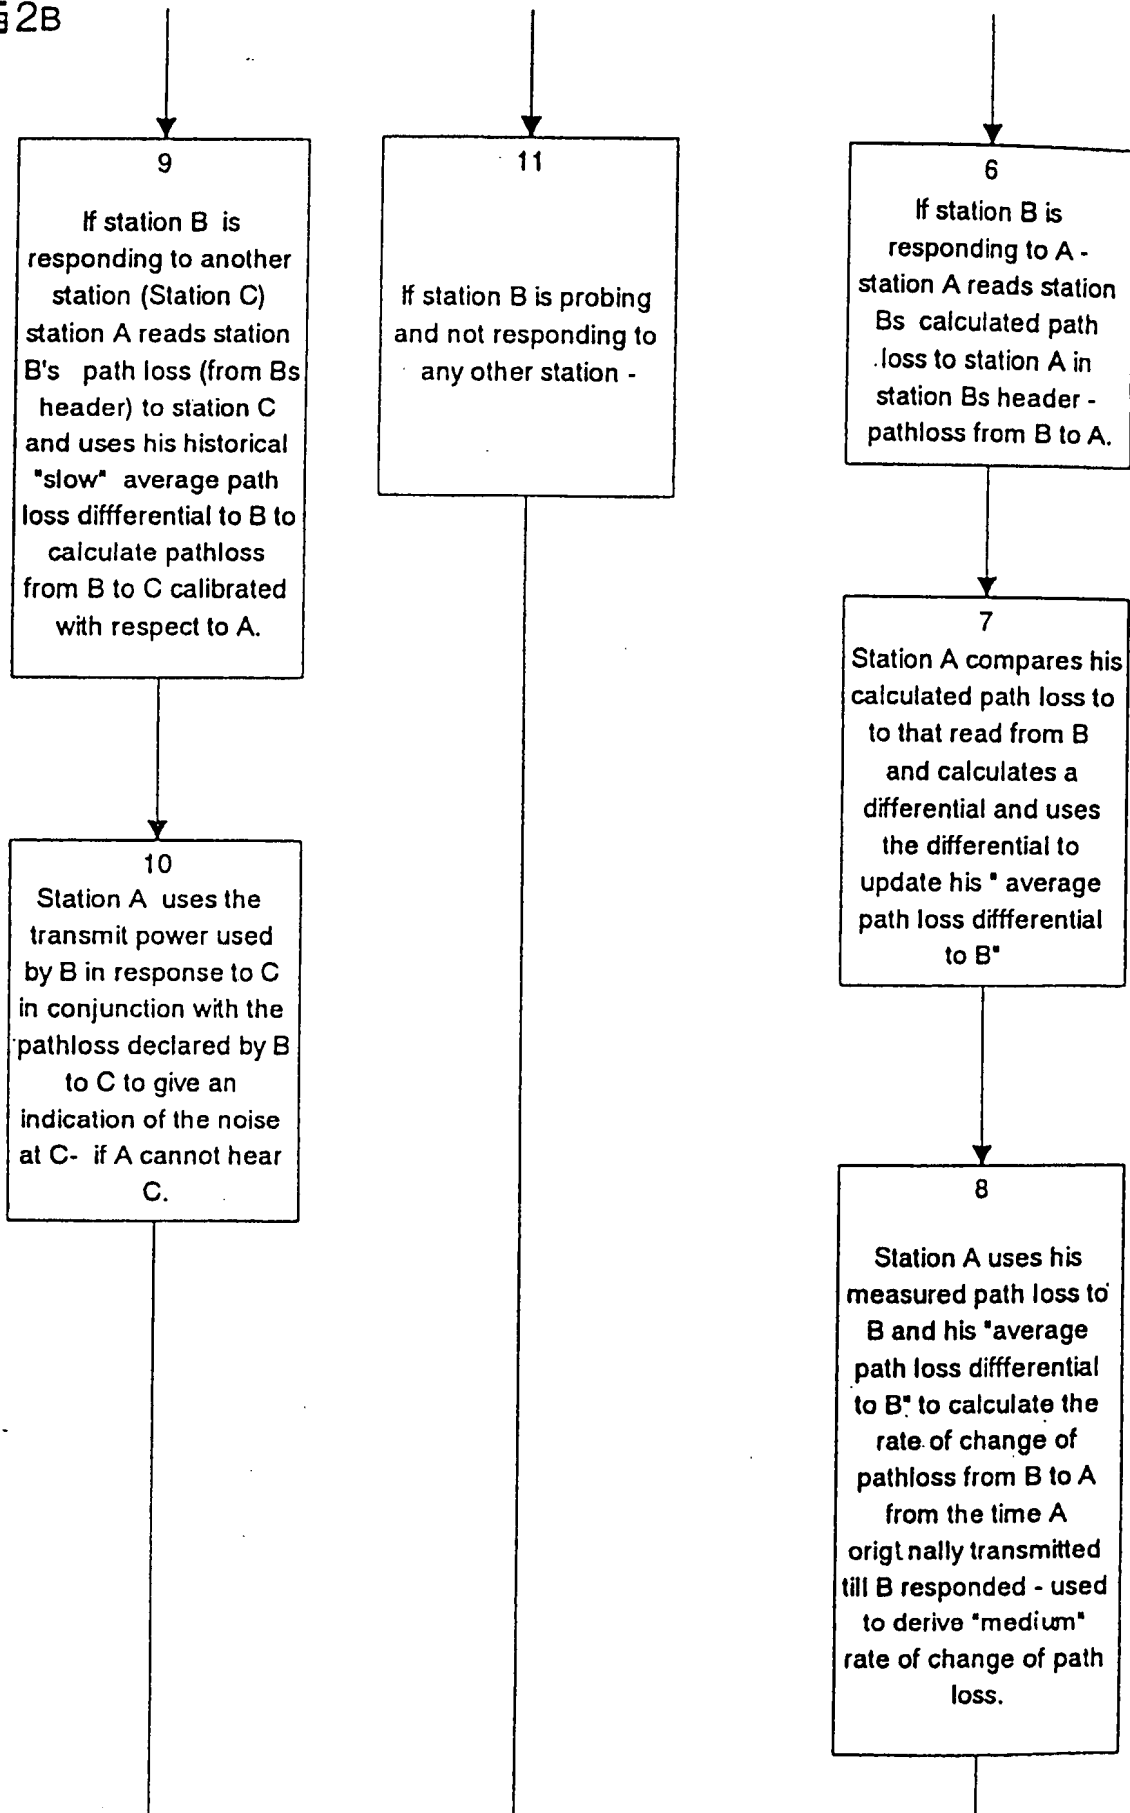 2B
9
If station B is
responding to another
station (Station C)
station A reads station
B's path loss (from Bs
header) to station C
and uses his historical
"slow" average path
loss diffferential to B to
calculate pathloss
from B to C calibrated
with respect to A.
10
Station A uses the
transmit power used
by B in response to C
in conjunction with the
pathloss declared by B
to C to give an
indication of the noise
at C- if A cannot hear
C.
11
If station B is probing
and not responding to
any other station -
6
If station B is
responding to A -
station A reads station
Bs calculated path
loss to station A in
station Bs header -
pathloss from B to A.
7
Station A compares his
calculated path loss to
to that read from B
and calculates a
differential and uses
the differential to
update his " average
path loss diffferential
to B"
8
Station A uses his
measured path loss to
B and his "average
path loss diffferential
to B" to calculate the
rate of change of
pathloss from B to A
from the time A
originally transmitted
till B responded - used
to derive "medium"
rate of change of path
loss.